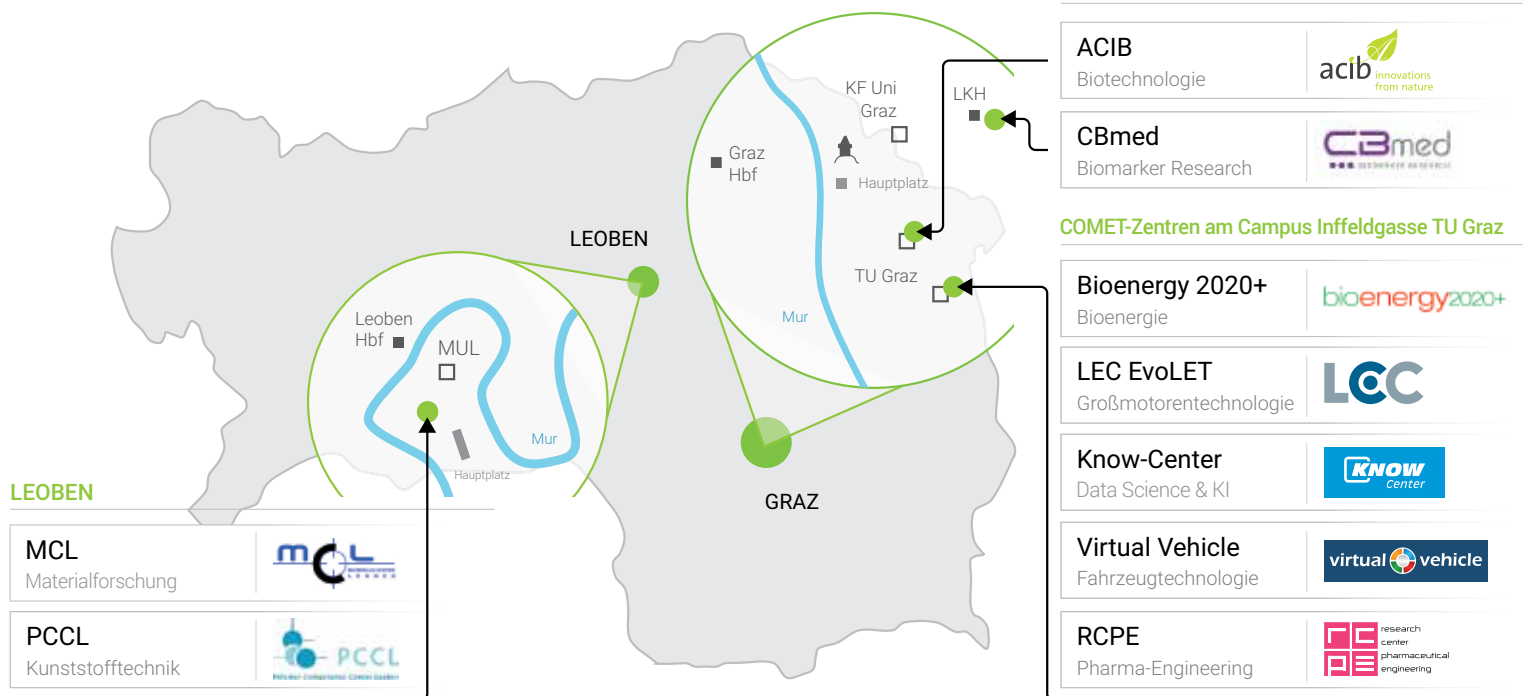 KF Uni
Graz
LKH
Graz
Hbf
Hauptplatz
TU Graz
Mur
LEOBEN
GRAZ
Leoben
Hbf
MUL
Mur
Hauptplatz
LEOBEN
MCL
Materialforschung
MCL
PCCL
Kunststofftechnik
PCCL
ACIB
Biotechnologie
acib innovations
from nature
CBmed
Biomarker Research
CBmed
COMET-Zentren am Campus Inffeldgasse TU Graz
Bioenergy 2020+
Bioenergie
bioenergy2020+
LEC EvoLET
Großmotorentechnologie
LEC
Know-Center
Data Science & KI
KNOW
Center
Virtual Vehicle
Fahrzeugtechnologie
virtual vehicle
RCPE
Pharma-Engineering
RCPE
research
center
pharmaceutical
engineering